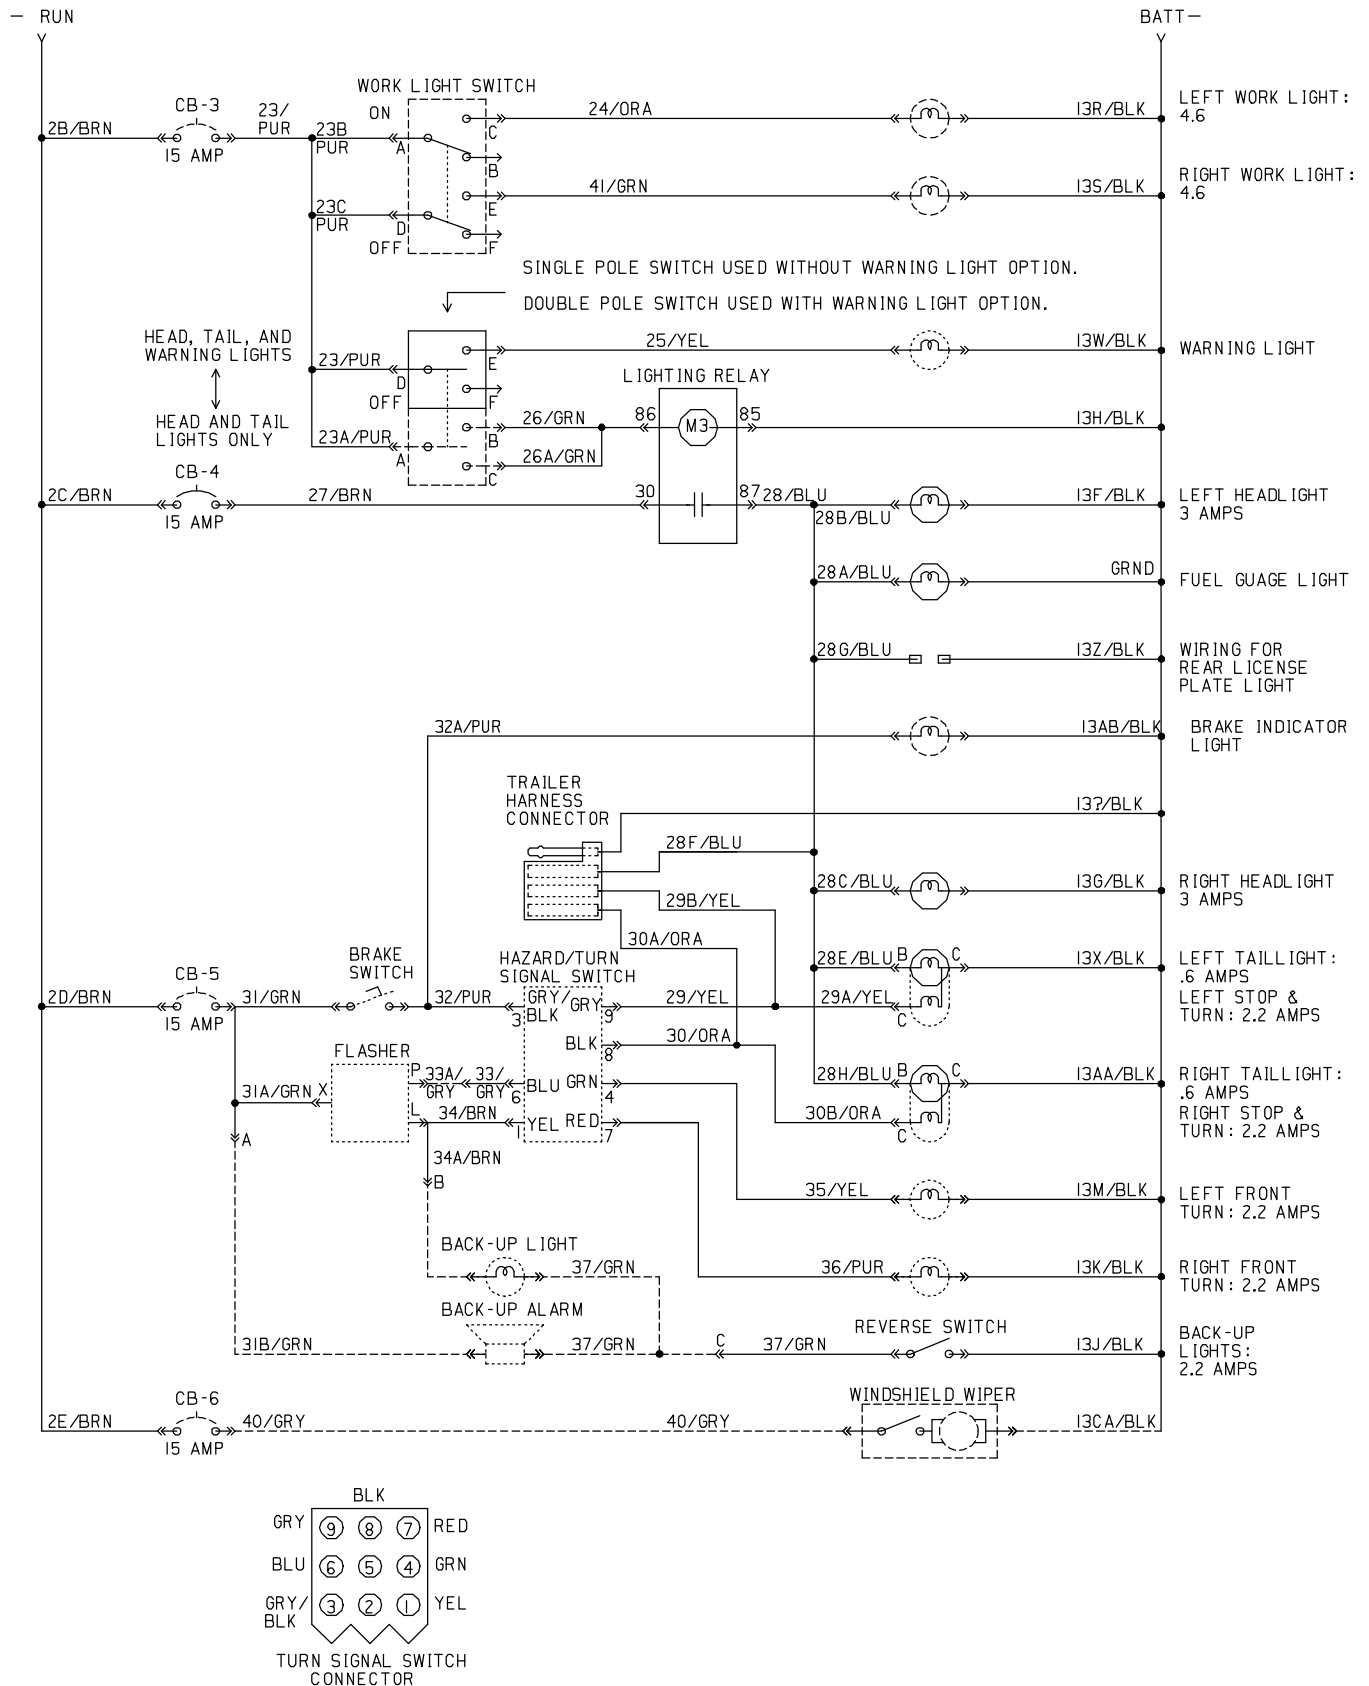 — RUN
BATT—
WORK LIGHT SWITCH
CB-3
23/
PUR
ON
24/ORA
13R/BLK
LEFT WORK LIGHT:
4.6
2B/BRN
15 AMP
23B
PUR
A
C
B
41/GRN
13S/BLK
RIGHT WORK LIGHT:
4.6
23C
PUR
D
E
OFF
F
SINGLE POLE SWITCH USED WITHOUT WARNING LIGHT OPTION.
DOUBLE POLE SWITCH USED WITH WARNING LIGHT OPTION.
HEAD, TAIL, AND
WARNING LIGHTS
25/YEL
13W/BLK
WARNING LIGHT
23/PUR
D
E
OFF
F
LIGHTING RELAY
HEAD AND TAIL
LIGHTS ONLY
23A/PUR
A
26/GRN
B
86
M3
85
13H/BLK
26A/GRN
C
CB-4
2C/BRN
15 AMP
27/BRN
30
87
28/BLU
28B/BLU
13F/BLK
LEFT HEADLIGHT
3 AMPS
28A/BLU
GRND
FUEL GUAGE LIGHT
28G/BLU
13Z/BLK
WIRING FOR
REAR LICENSE
PLATE LIGHT
32A/PUR
13AB/BLK
BRAKE INDICATOR
LIGHT
TRAILER
HARNESS
CONNECTOR
13?/BLK
28F/BLU
28C/BLU
13G/BLK
RIGHT HEADLIGHT
3 AMPS
29B/YEL
30A/ORA
BRAKE
SWITCH
HAZARD/TURN
SIGNAL SWITCH
28E/BLU
B
C
13X/BLK
LEFT TAILLIGHT:
.6 AMPS
LEFT STOP &
TURN: 2.2 AMPS
CB-5
2D/BRN
15 AMP
31/GRN
32/PUR
3
GRY/
BLK
GRY
9
29/YEL
29A/YEL
C
BLK
8
30/ORA
FLASHER
31A/GRN
X
P
33A/
GRY
33/
GRY
6
BLU
GRN
4
28H/BLU
B
C
13AA/BLK
RIGHT TAILLIGHT:
.6 AMPS
RIGHT STOP &
TURN: 2.2 AMPS
L
34/BRN
1
YEL
RED
7
30B/ORA
C
A
34A/BRN
B
35/YEL
13M/BLK
LEFT FRONT
TURN: 2.2 AMPS
BACK-UP LIGHT
37/GRN
36/PUR
13K/BLK
RIGHT FRONT
TURN: 2.2 AMPS
BACK-UP ALARM
31B/GRN
37/GRN
C
37/GRN
REVERSE SWITCH
13J/BLK
BACK-UP
LIGHTS:
2.2 AMPS
CB-6
2E/BRN
15 AMP
40/GRY
40/GRY
WINDSHIELD WIPER
13CA/BLK
BLK
GRY
9
8
7
RED
BLU
6
5
4
GRN
GRY/
BLK
3
2
1
YEL
TURN SIGNAL SWITCH
CONNECTOR